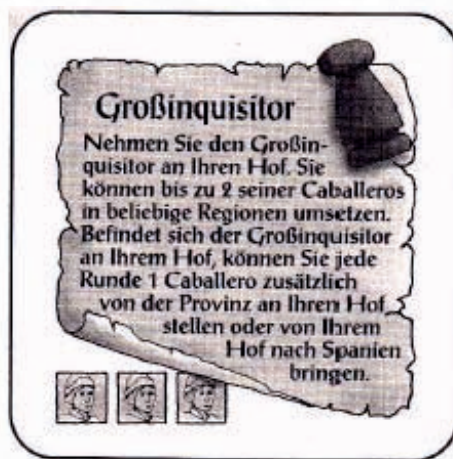 Großinquisitor
Nehmen Sie den Großin-
quisitor an Ihren Hof. Sie
können bis zu 2 seiner Caballeros
in beliebige Regionen umsetzen.
Befindet sich der Großinquisitor
an Ihrem Hof, können Sie jede
Runde 1 Caballero zusätzlich
von der Provinz an Ihren Hof
stellen oder von Ihrem
Hof nach Spanien
bringen.